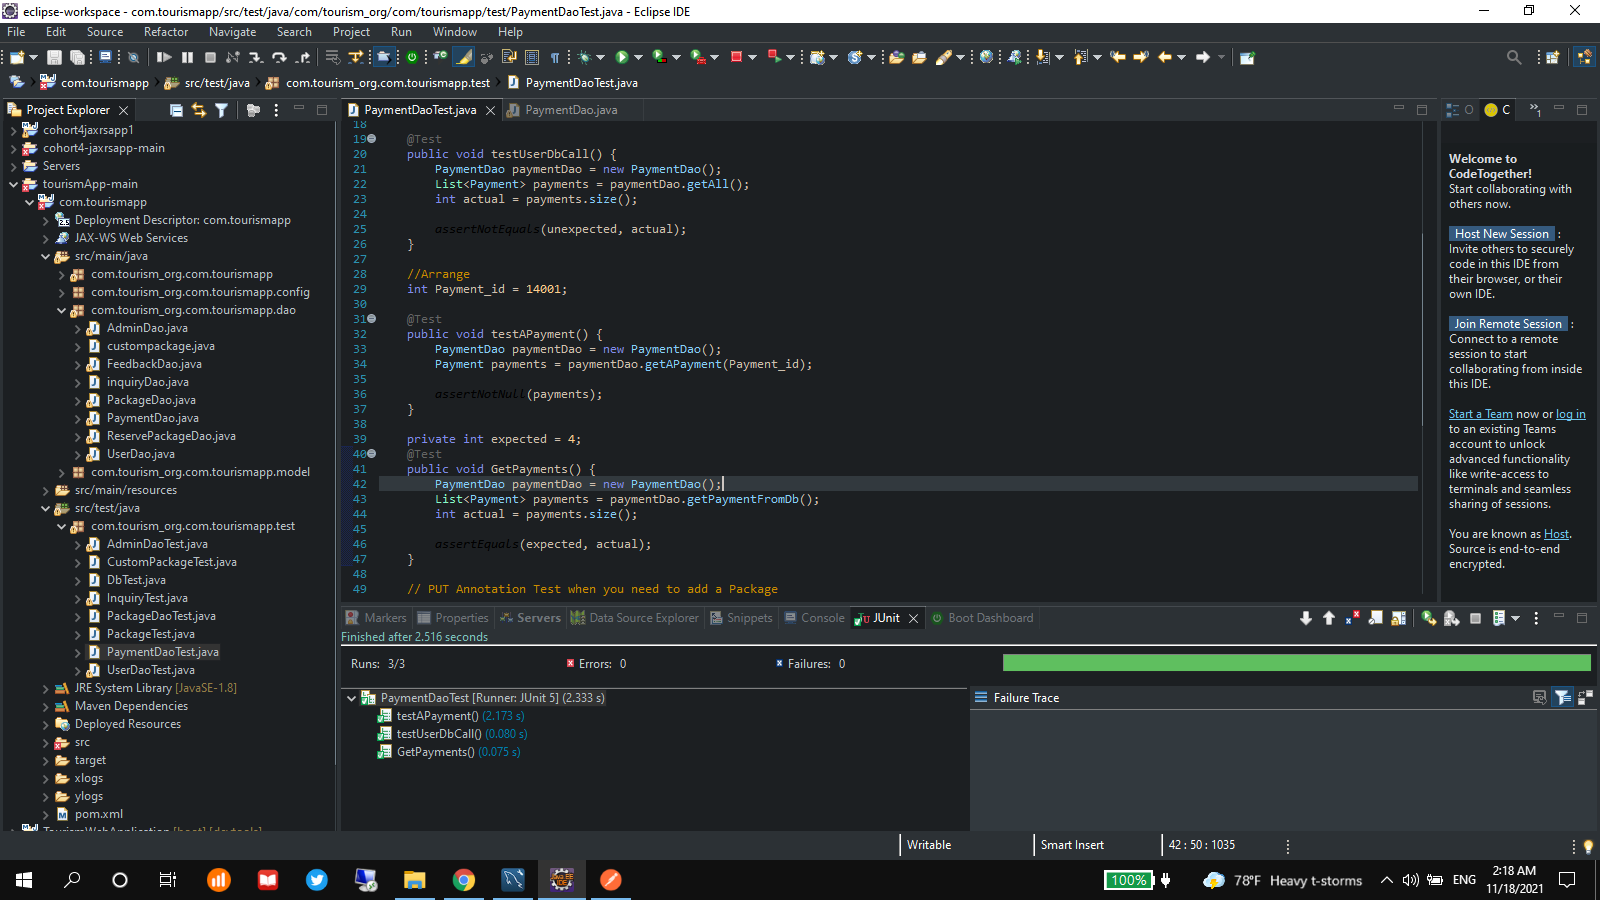 eclipse-workspace - com.tourismapp/src/test/java/com/tourism_org/com/tourismapp/test/PaymentDaoTest.java - Eclipse IDE
File Edit Source Refactor Navigate Search Project Run Window Help
com.tourismapp src/test/java com.tourism_org.com.tourismapp.test PaymentDaoTest.java
Project Explorer
cohort4jaxrsapp1
cohort4-jaxrsapp-main
Servers
tourismApp-main
com.tourismapp
Deployment Descriptor: com.tourismapp
JAX-WS Web Services
src/main/java
com.tourism_org.com.tourismapp
com.tourism_org.com.tourismapp.config
com.tourism_org.com.tourismapp.dao
AdminDao.java
custompackage.java
FeedbackDao.java
inquiryDao.java
PackageDao.java
PaymentDao.java
ReservePackageDao.java
UserDao.java
com.tourism_org.com.tourismapp.model
src/main/resources
src/test/java
com.tourism_org.com.tourismapp.test
AdminDaoTest.java
CustomPackageTest.java
DbTest.java
InquiryTest.java
PackageDaoTest.java
PackageTest.java
PaymentDaoTest.java
UserDaoTest.java
JRE System Library [JavaSE-1.8]
Maven Dependencies
Deployed Resources
src
target
xlogs
ylogs
pom.xml
TourismWebApplication [boot] [devtools]
PaymentDaoTest.java PaymentDao.java
18
19 @Test
20 public void testUserDbCall() {
21 PaymentDao paymentDao = new PaymentDao();
22 List<Payment> payments = paymentDao.getAll();
23 int actual = payments.size();
24
25 assertNotEquals(unexpected, actual);
26 }
27
28 //Arrange
29 int Payment_id = 14001;
30
31 @Test
32 public void testAPayment() {
33 PaymentDao paymentDao = new PaymentDao();
34 Payment payments = paymentDao.getAPayment(Payment_id);
35
36 assertNotNull(payments);
37 }
38
39 private int expected = 4;
40 @Test
41 public void GetPayments() {
42 PaymentDao paymentDao = new PaymentDao();
43 List<Payment> payments = paymentDao.getPaymentFromDb();
44 int actual = payments.size();
45
46 assertEquals(expected, actual);
47 }
48
49 // PUT Annotation Test when you need to add a Package
O C 1
Welcome to
CodeTogether!
Start collaborating with
others now.
Host New Session :
Invite others to securely
code in this IDE from
their browser, or their
own IDE.
Join Remote Session :
Connect to a remote
session to start
collaborating from inside
this IDE.
Start a Team now or log in
to an existing Teams
account to unlock
advanced functionality
like write-access to
terminals and seamless
sharing of sessions.
You are known as Host.
Source is end-to-end
encrypted.
Markers Properties Servers Data Source Explorer Snippets Console JUnit Boot Dashboard
Finished after 2.516 seconds
Runs: 3/3 Errors: 0 Failures: 0
PaymentDaoTest [Runner: JUnit 5] (2.333 s)
testAPayment() (2.173 s)
testUserDbCall() (0.080 s)
GetPayments() (0.075 s)
Failure Trace
Writable Smart Insert 42 : 50 : 1035
100% 78°F Heavy t-storms ENG 2:18 AM
11/18/2021